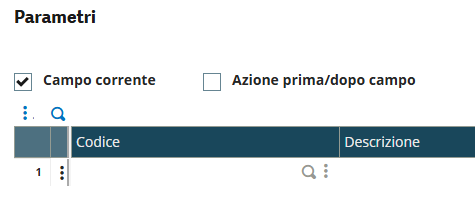 Parametri
Campo corrente Azione prima/dopo campo
Codice Descrizione
1